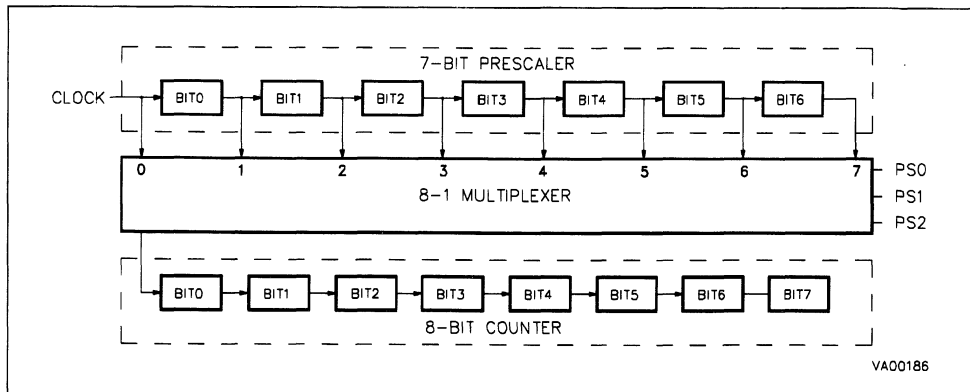 7-BIT PRESCALER
CLOCK BIT0 BIT1 BIT2 BIT3 BIT4 BIT5 BIT6
0 1 2 3 4 5 6 7 PS0
8-1 MULTIPLEXER PS1
PS2
BIT0 BIT1 BIT2 BIT3 BIT4 BIT5 BIT6 BIT7
8-BIT COUNTER
VA00186